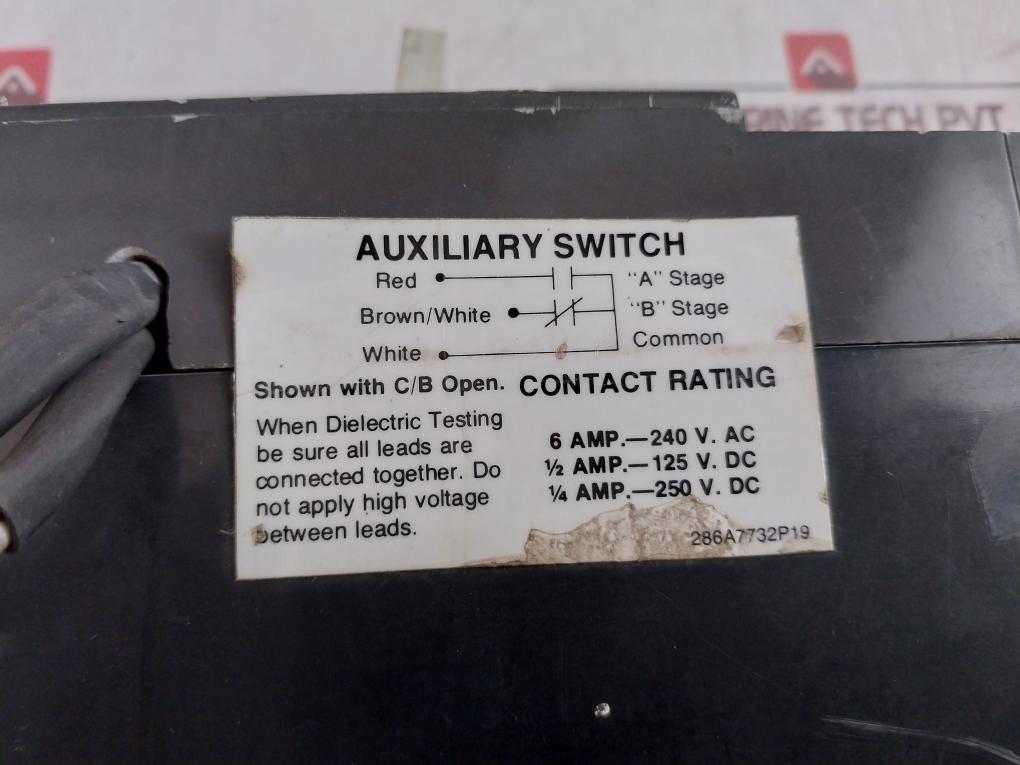 TECH PVT
AUXILIARY SWITCH
Red "A" Stage
Brown/White "B" Stage
White Common
Shown with C/B Open.
When Dielectric Testing
be sure all leads are
connected together. Do
not apply high voltage
between leads.
CONTACT RATING
6 AMP.—240 V. AC
½ AMP.—125 V. DC
¼ AMP.—250 V. DC
286A7732P19